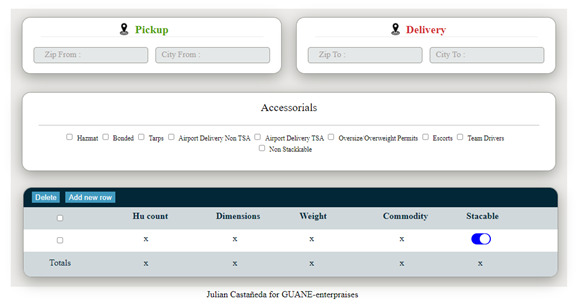 Pickup
Delivery
Zip From :
City From :
Zip To :
City To :
Accessorials
Hazmat Bonded Tarps Airport Delivery Non TSA Airport Delivery TSA Oversize/Overweight Permits Escorts Team Drivers
Non Stackkable
Delete Add new row
Hu count Dimensions Weight Commodity Stacable
x x x x
Totals x x x x x
Julian Castañeda for GUANE-enterpraises